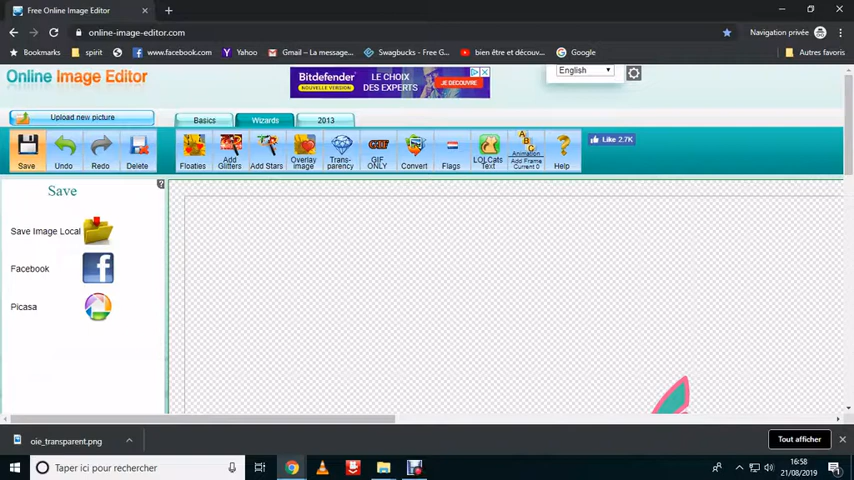 Free Online Image Editor
online-image-editor.com
Navigation privée
Bookmarks
spirit
www.facebook.com
Yahoo
Gmail – La message...
Swagbucks - Free G...
bien être et découv...
Google
Autres favoris
Online Image Editor
Bitdefender
NOUVELLE VERSION
LE CHOIX
DES EXPERTS
JE DÉCOUVRE
English
Upload new picture
Basics
Wizards
2013
Save
Undo
Redo
Delete
Floaties
Add
Glitters
Add Stars
Overlay
image
Trans-
parency
GIF
GIF
ONLY
Convert
Flags
LOLCats
Text
A
B
C
Animation
Add Frame
Current 0
?
Help
Like 2.7K
Save
?
Save Image Local
Facebook
Picasa
oie_transparent.png
Tout afficher
Taper ici pour rechercher
16:58
21/08/2019